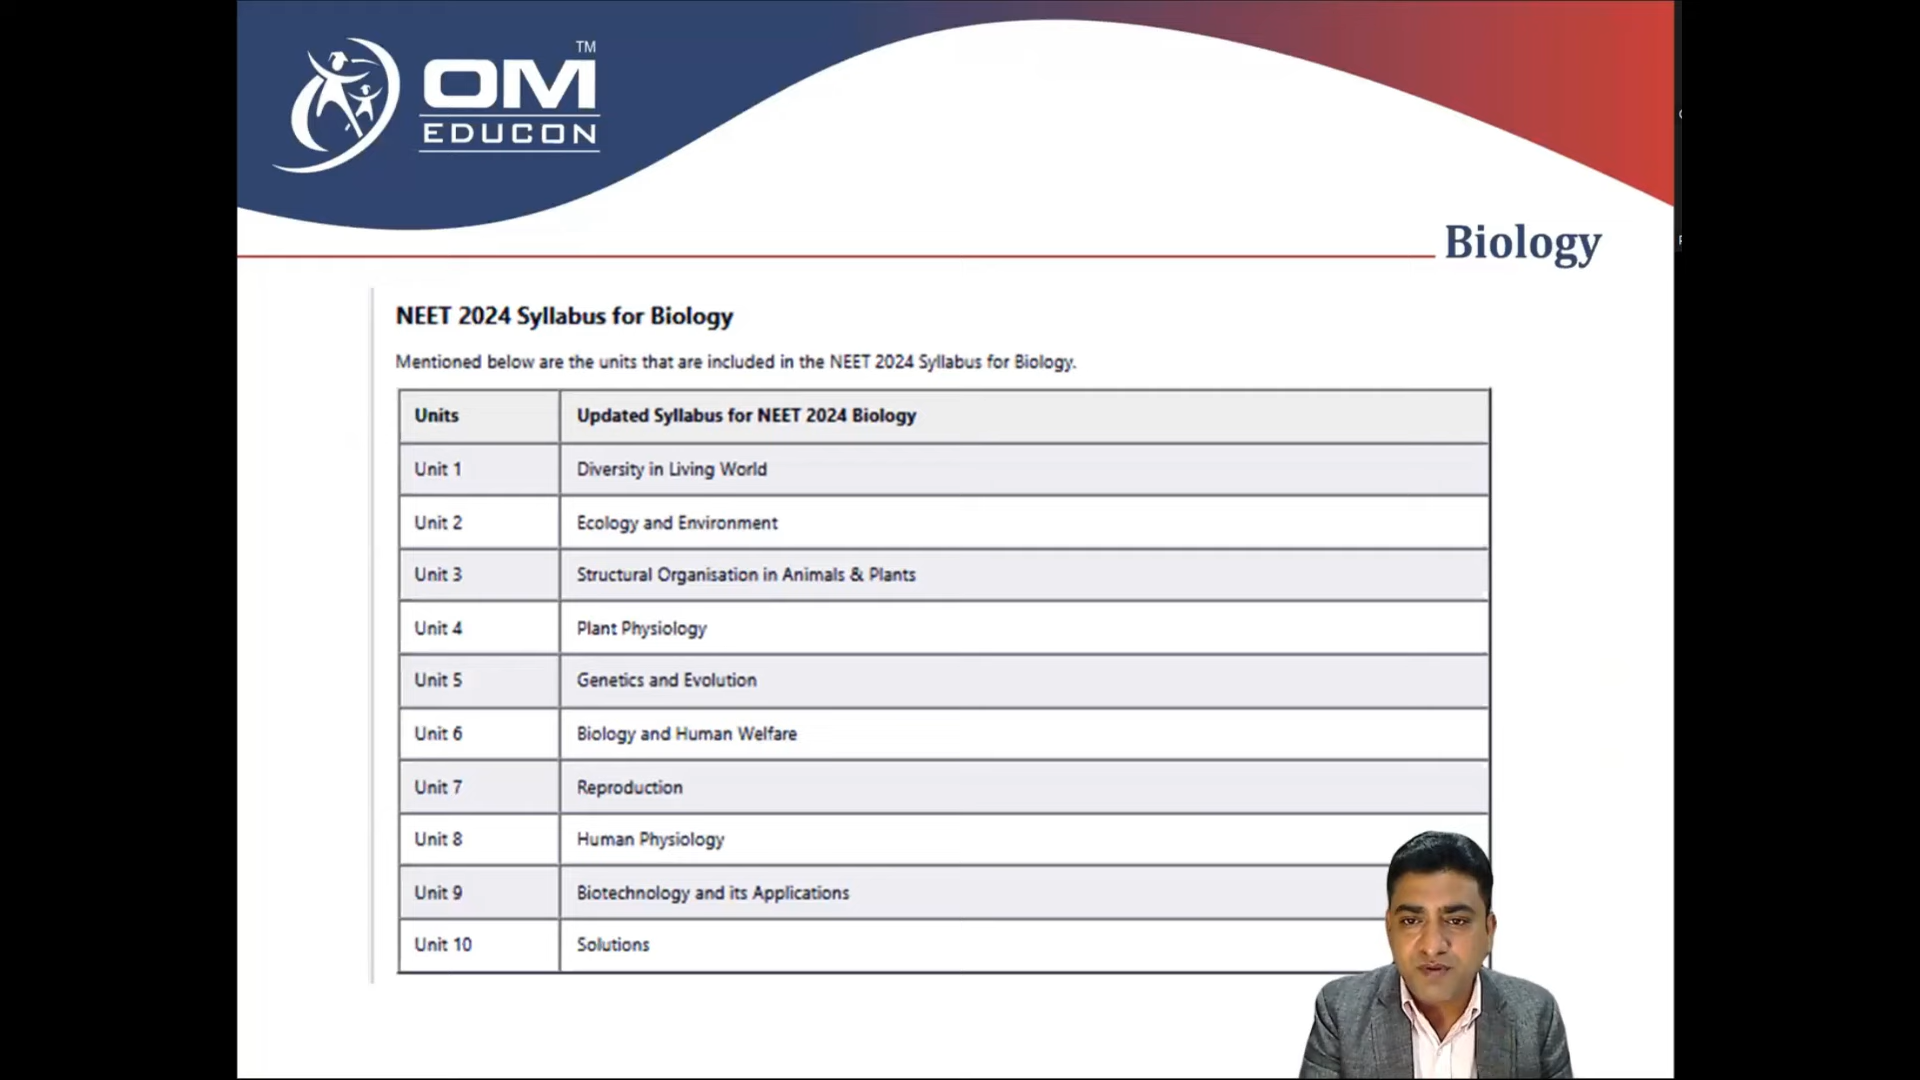 TM
OM
EDUCON
Biology
NEET 2024 Syllabus for Biology
Mentioned below are the units that are included in the NEET 2024 Syllabus for Biology.
Units Updated Syllabus for NEET 2024 Biology
Unit 1 Diversity in Living World
Unit 2 Ecology and Environment
Unit 3 Structural Organisation in Animals & Plants
Unit 4 Plant Physiology
Unit 5 Genetics and Evolution
Unit 6 Biology and Human Welfare
Unit 7 Reproduction
Unit 8 Human Physiology
Unit 9 Biotechnology and its Applications
Unit 10 Solutions